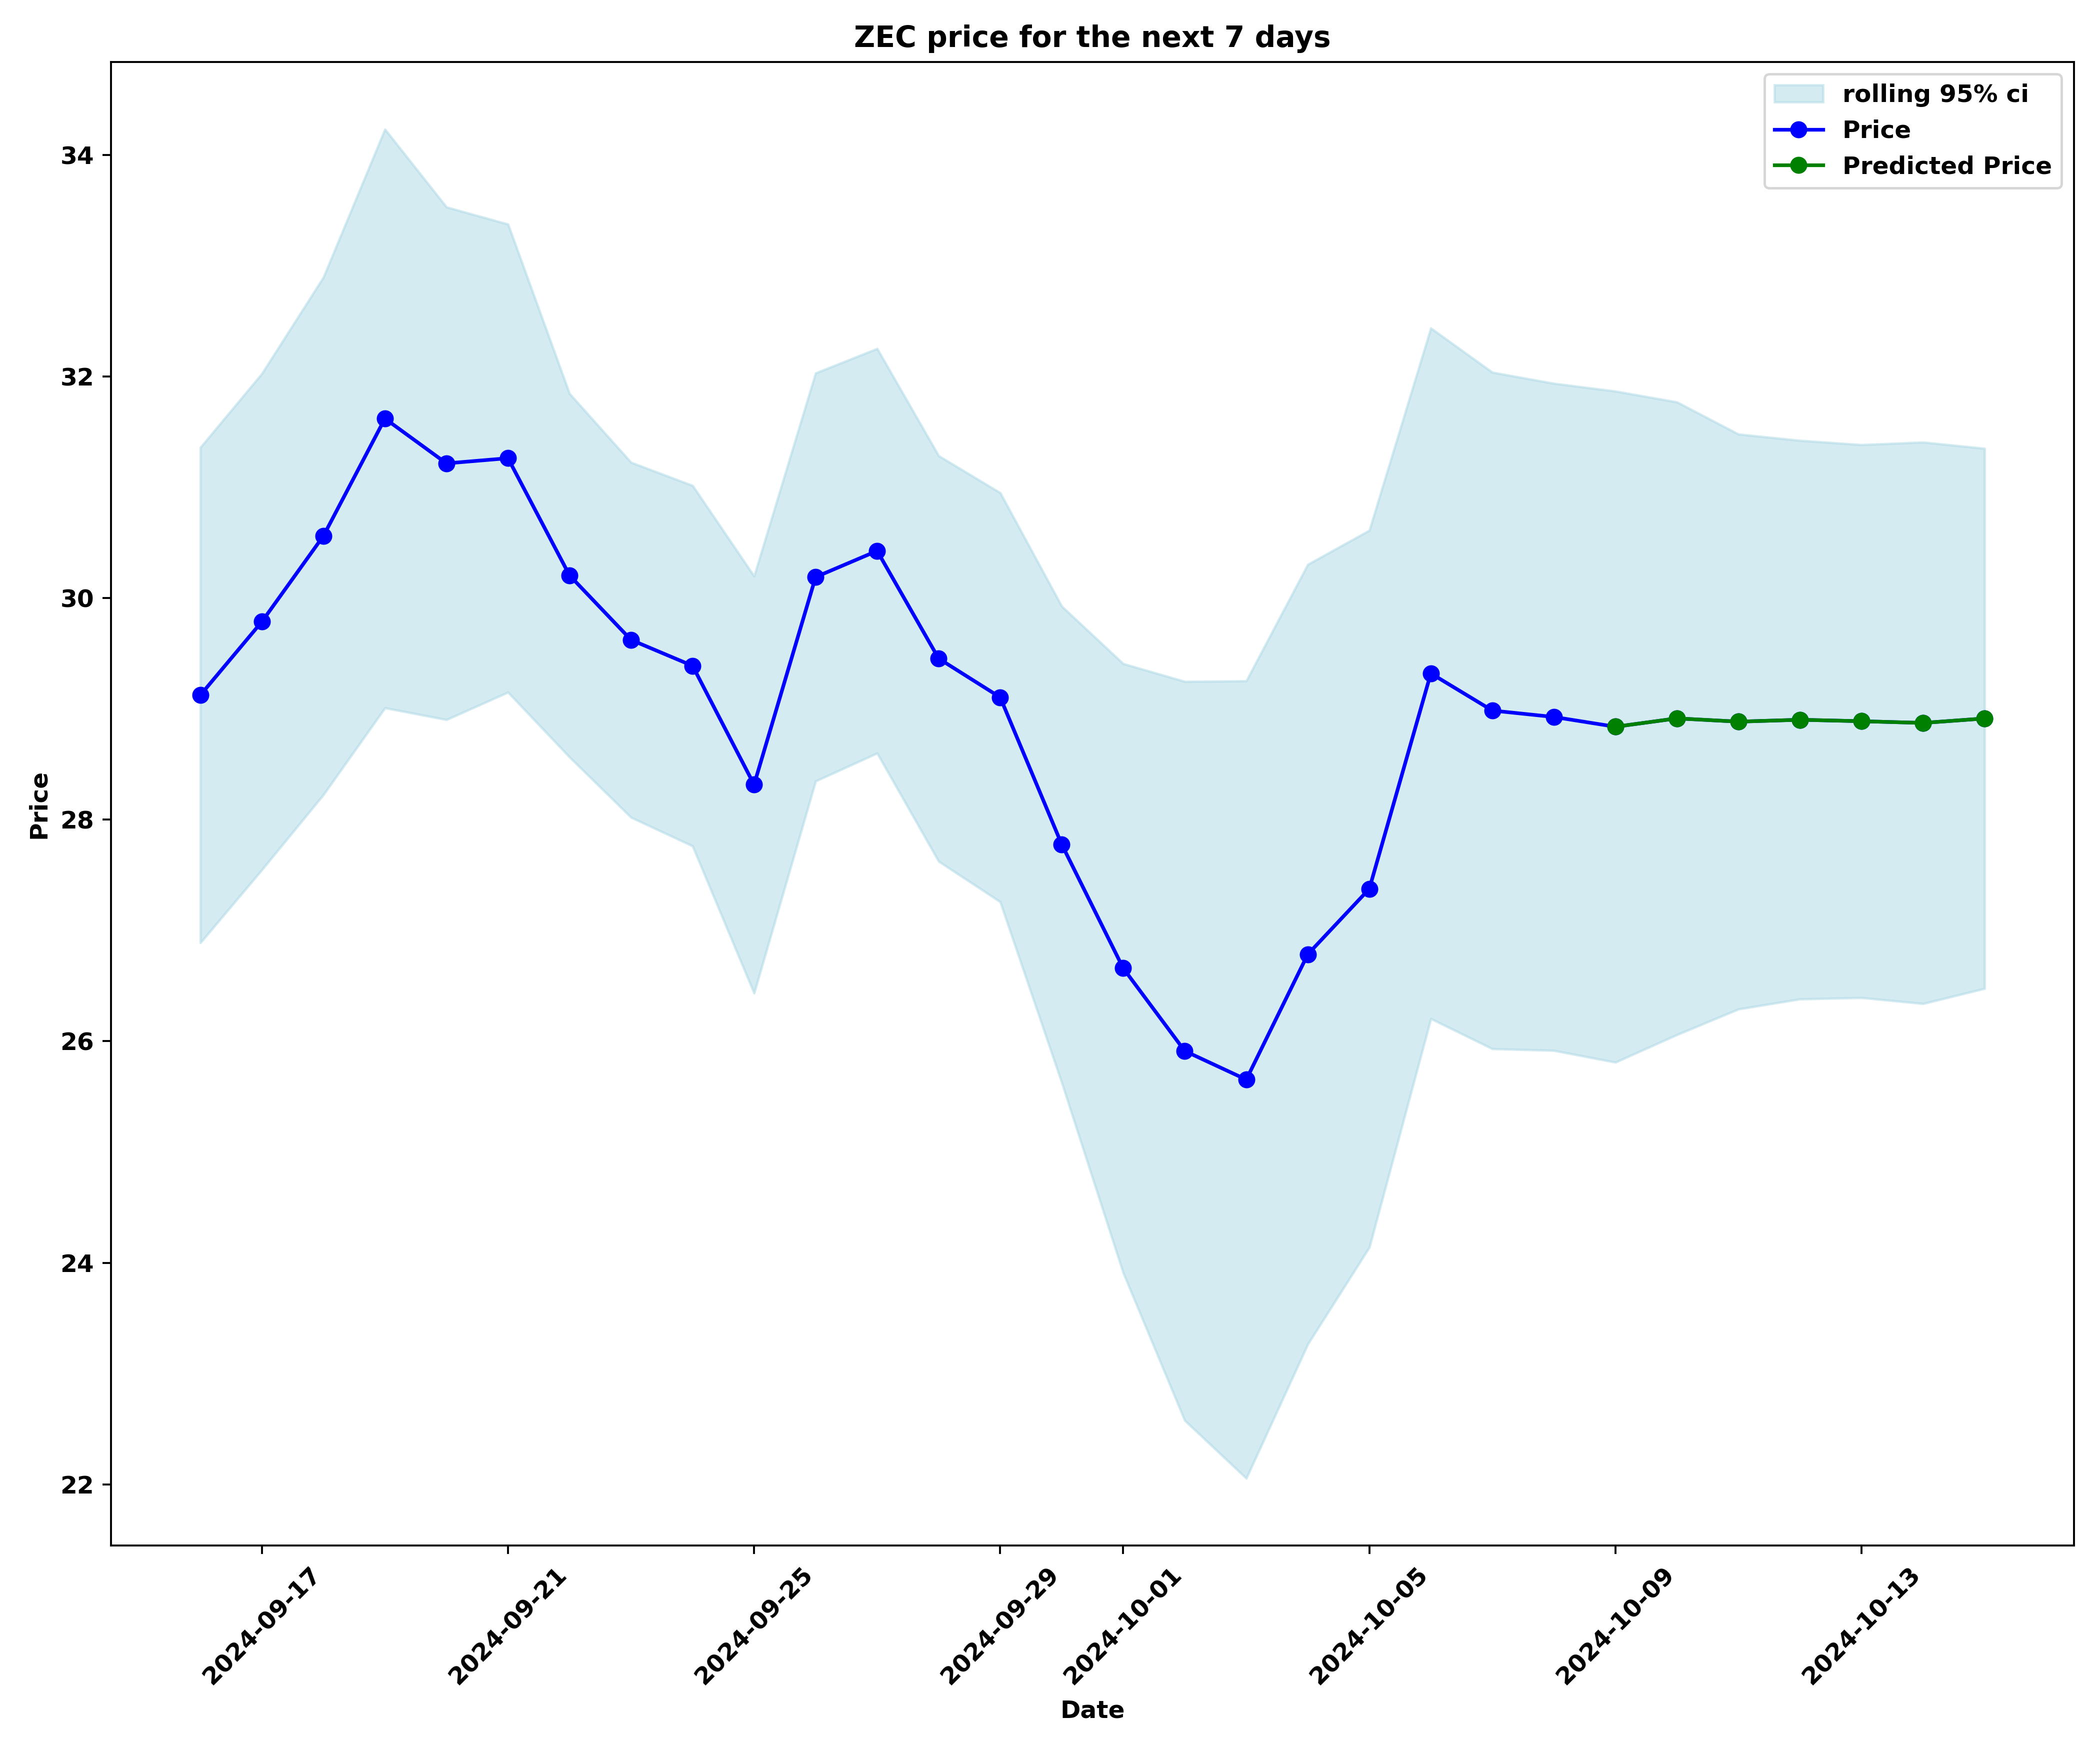 ZEC price for the next 7 days
rolling 95% ci
Price
Predicted Price
34
32
30
28
26
24
22
Price
2024-09-17
2024-09-21
2024-09-25
2024-09-29
2024-10-01
2024-10-05
2024-10-09
2024-10-13
Date